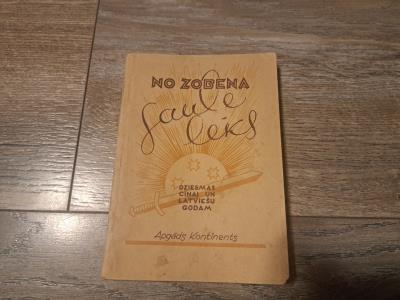 NO ZOBENA
saule
lēks
DZIESMAS
CĪŅAI UN
LATVIEŠU
GODAM
Apgāds Kontinents